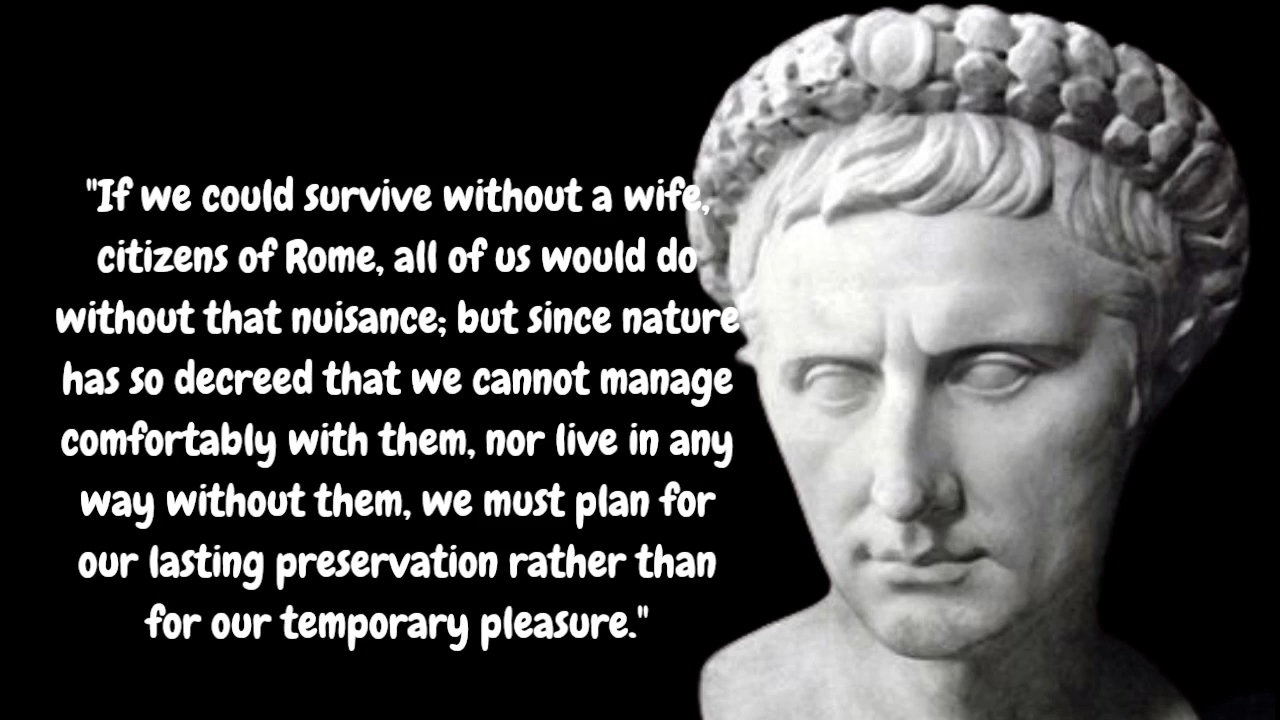 "If we could survive without a wife,
citizens of Rome, all of us would do
without that nuisance; but since nature
has so decreed that we cannot manage
comfortably with them, nor live in any
way without them, we must plan for
our lasting preservation rather than
for our temporary pleasure."